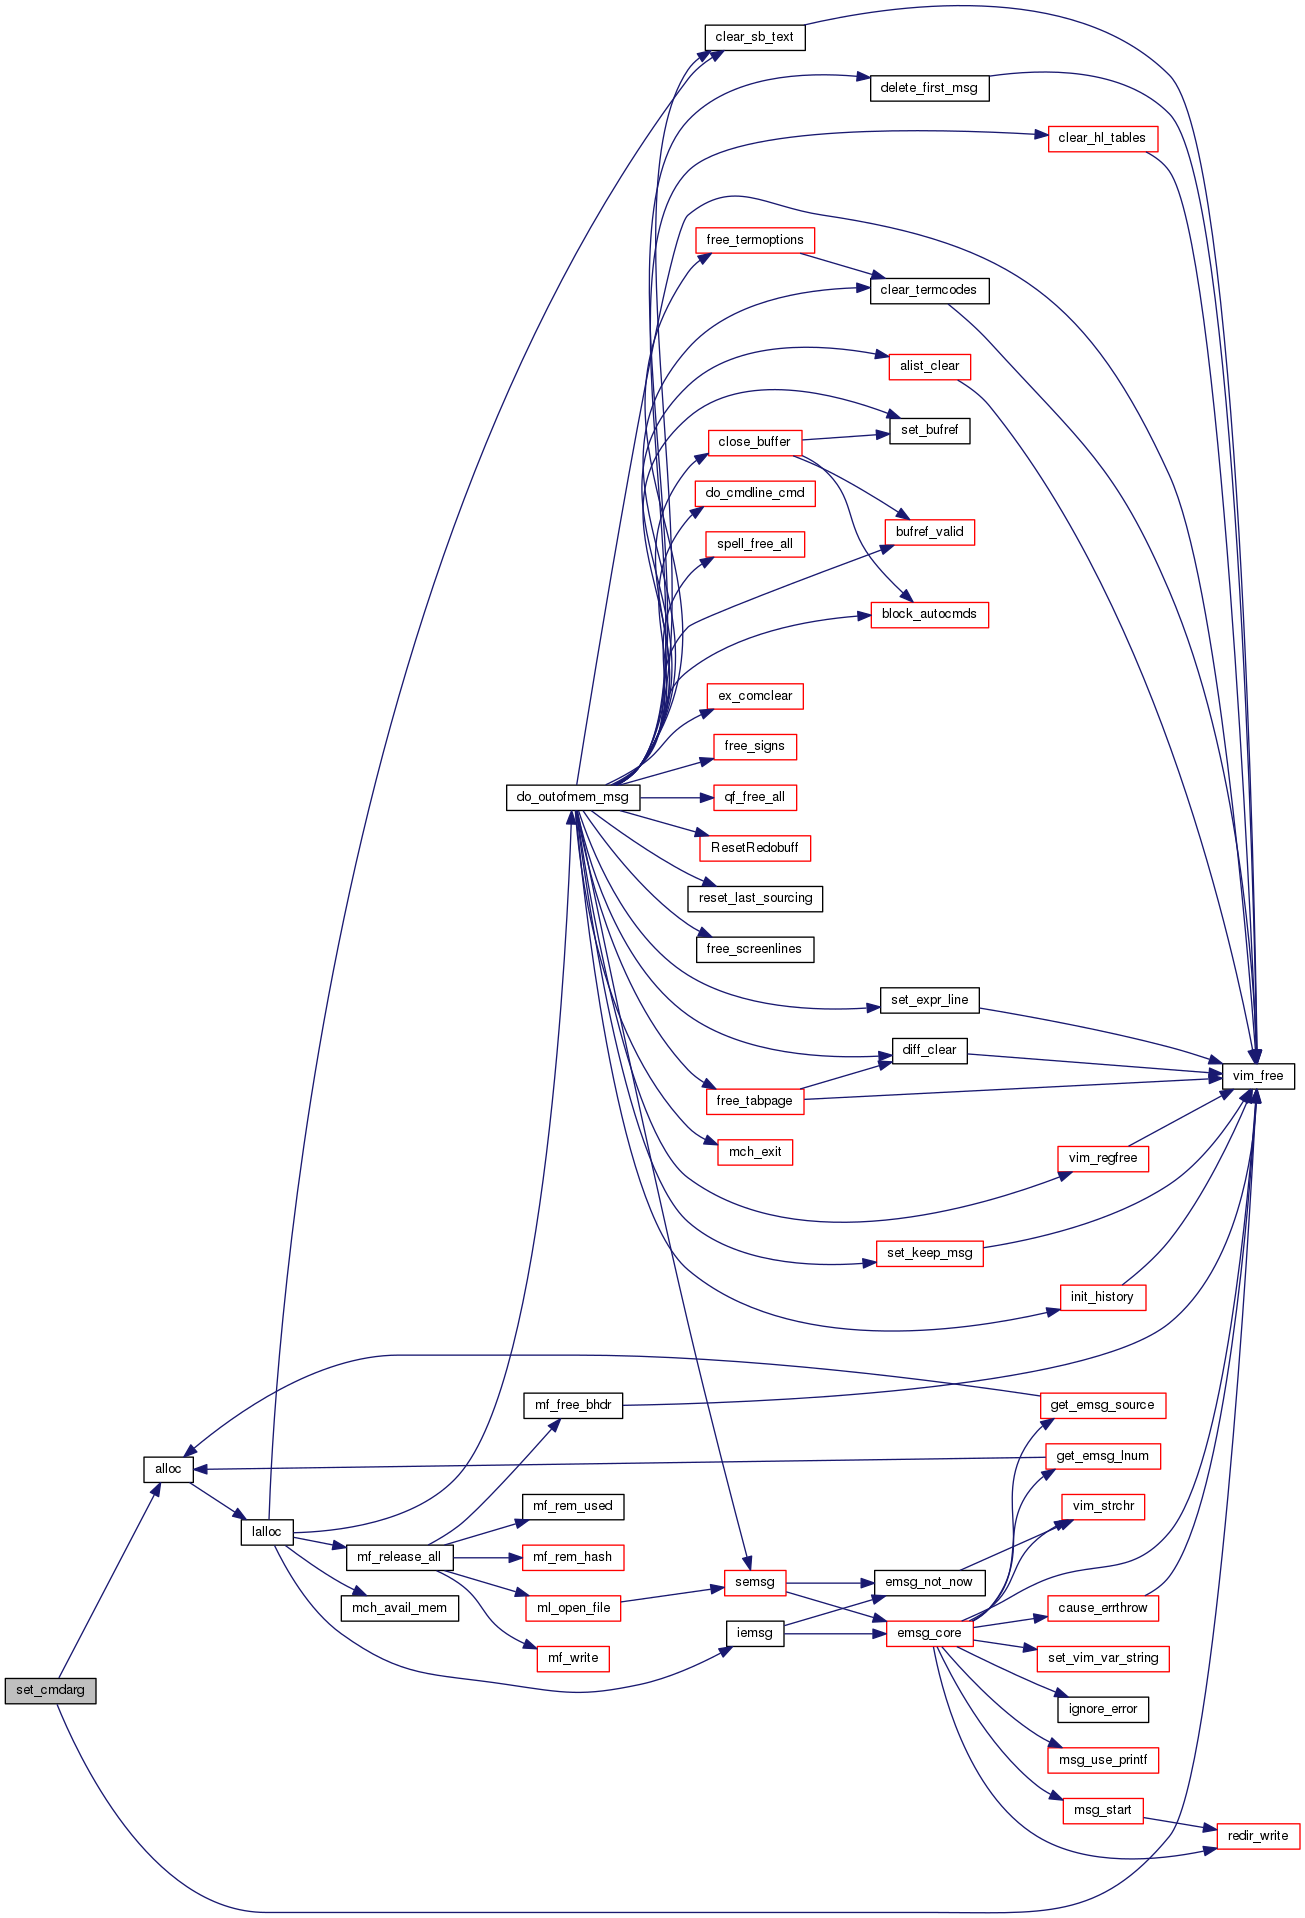 clear_sb_text
delete_first_msg
clear_hl_tables
free_termoptions
clear_termcodes
alist_clear
set_bufref
close_buffer
do_cmdline_cmd
bufref_valid
spell_free_all
block_autocmds
ex_comclear
free_signs
do_outofmem_msg
qf_free_all
ResetRedobuff
reset_last_sourcing
free_screenlines
set_expr_line
diff_clear
vim_free
free_tabpage
mch_exit
vim_regfree
set_keep_msg
init_history
mf_free_bhdr
get_emsg_source
alloc
get_emsg_lnum
mf_rem_used
vim_strchr
lalloc
mf_release_all
mf_rem_hash
semsg
emsg_not_now
mch_avail_mem
ml_open_file
cause_errthrow
iemsg
emsg_core
mf_write
set_vim_var_string
set_cmdarg
ignore_error
msg_use_printf
msg_start
redir_write